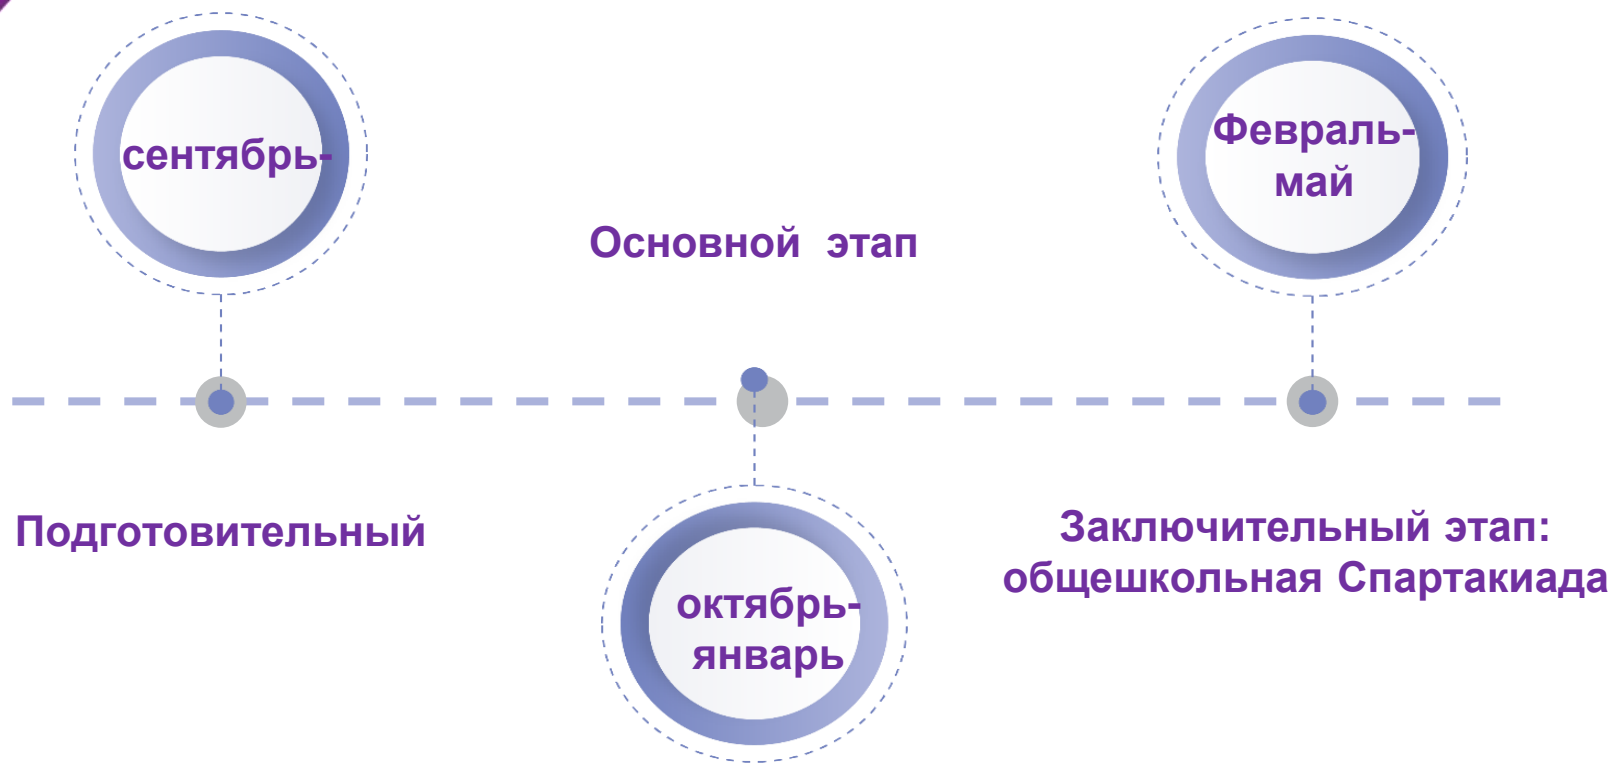 сентябрь-
Подготовительный
Основной этап
октябрь-
январь
Февраль-
май
Заключительный этап:
общешкольная Спартакиада